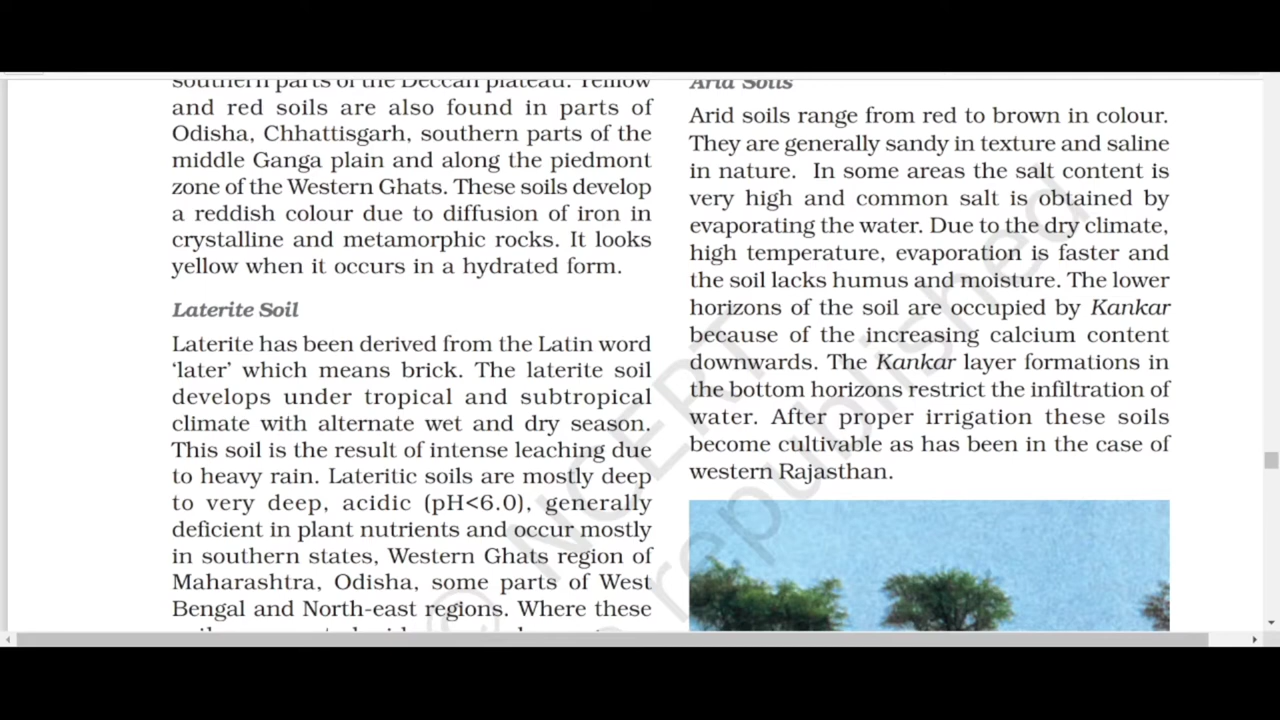 southern parts of the Deccan plateau. Yellow
and red soils are also found in parts of
Odisha, Chhattisgarh, southern parts of the
middle Ganga plain and along the piedmont
zone of the Western Ghats. These soils develop
a reddish colour due to diffusion of iron in
crystalline and metamorphic rocks. It looks
yellow when it occurs in a hydrated form.
Laterite Soil
Laterite has been derived from the Latin word
‘later’ which means brick. The laterite soil
develops under tropical and subtropical
climate with alternate wet and dry season.
This soil is the result of intense leaching due
to heavy rain. Lateritic soils are mostly deep
to very deep, acidic (pH<6.0), generally
deficient in plant nutrients and occur mostly
in southern states, Western Ghats region of
Maharashtra, Odisha, some parts of West
Bengal and North-east regions. Where these
Arid Soils
Arid soils range from red to brown in colour.
They are generally sandy in texture and saline
in nature. In some areas the salt content is
very high and common salt is obtained by
evaporating the water. Due to the dry climate,
high temperature, evaporation is faster and
the soil lacks humus and moisture. The lower
horizons of the soil are occupied by Kankar
because of the increasing calcium content
downwards. The Kankar layer formations in
the bottom horizons restrict the infiltration of
water. After proper irrigation these soils
become cultivable as has been in the case of
western Rajasthan.
© NCERT
republished